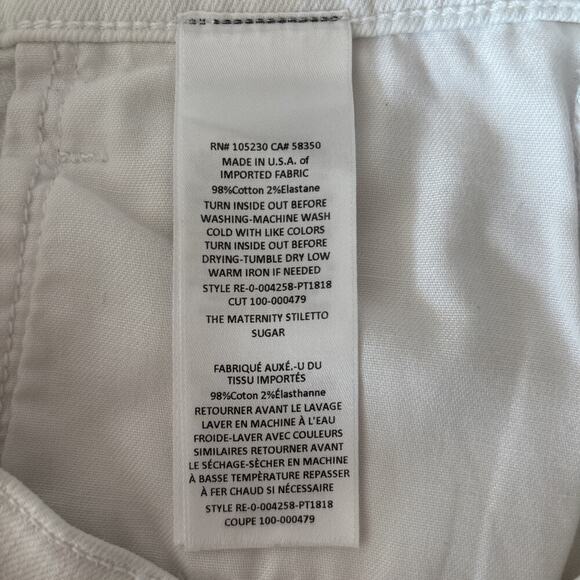 RN# 105230 CA# 58350
MADE IN U.S.A. of
IMPORTED FABRIC
98%Cotton 2%Elastane
TURN INSIDE OUT BEFORE
WASHING-MACHINE WASH
COLD WITH LIKE COLORS
TURN INSIDE OUT BEFORE
DRYING-TUMBLE DRY LOW
WARM IRON IF NEEDED
STYLE RE-0-004258-PT1818
CUT 100-000479
THE MATERNITY STILETTO
SUGAR
FABRIQUÉ AUXÉ.-U DU
TISSU IMPORTÉS
98%Coton 2%Élasthanne
RETOURNER AVANT LE LAVAGE
LAVER EN MACHINE À L'EAU
FROIDE-LAVER AVEC COULEURS
SIMILAIRES RETOURNER AVANT
LE SÉCHAGE-SÈCHER EN MACHINE
À BASSE TEMPÈRATURE REPASSER
À FER CHAUD SI NÉCESSAIRE
STYLE RE-0-004258-PT1818
COUPE 100-000479